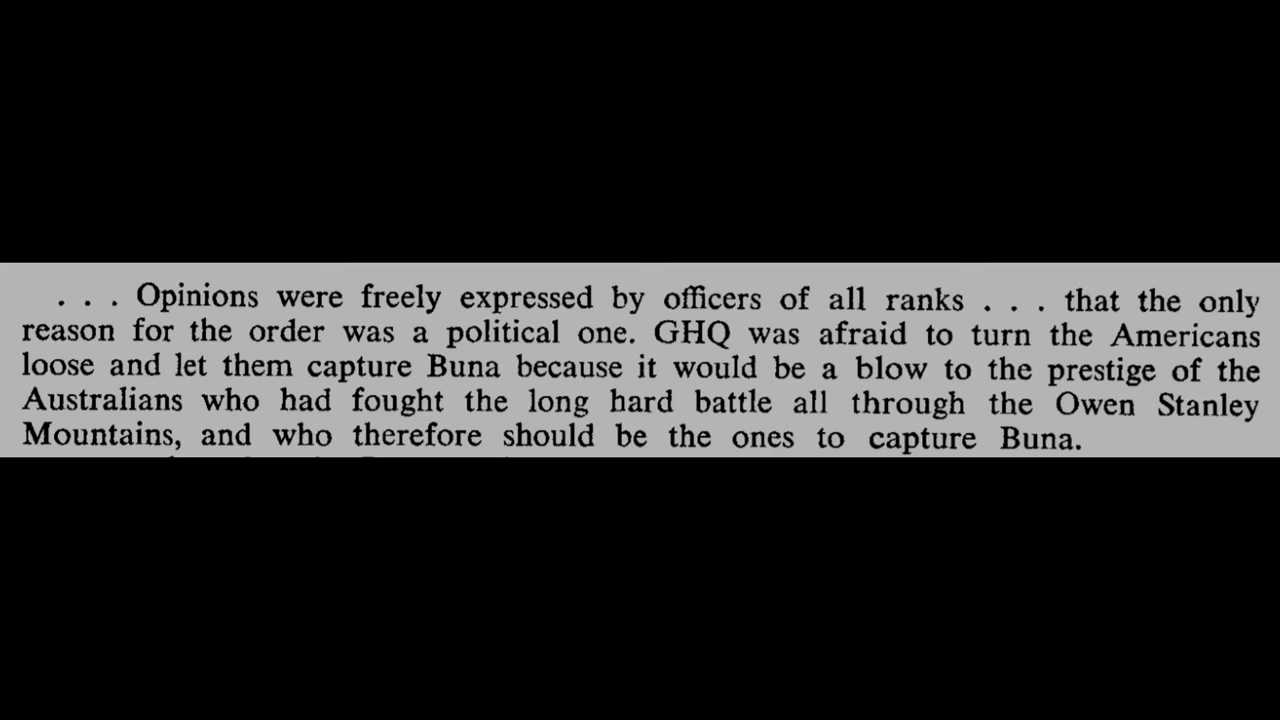 . . . Opinions were freely expressed by officers of all ranks . . . that the only
reason for the order was a political one. GHQ was afraid to turn the Americans
loose and let them capture Buna because it would be a blow to the prestige of the
Australians who had fought the long hard battle all through the Owen Stanley
Mountains, and who therefore should be the ones to capture Buna.